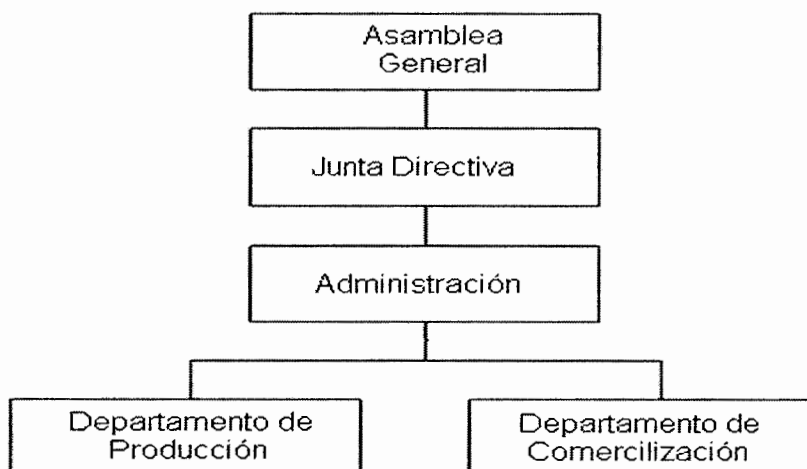 Asamblea
General
Junta Directiva
Administración
Departamento de
Producción
Departamento de
Comercilización